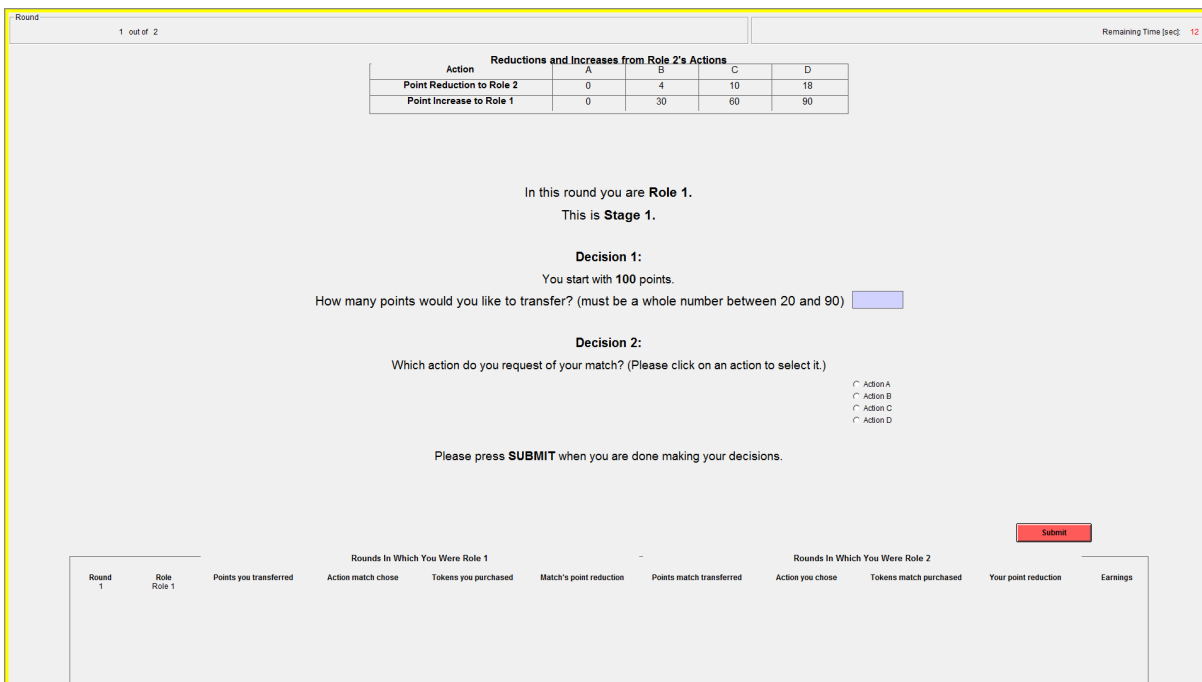 Round
1 out of 2
Remaining Time [sec]: 12
Reductions and Increases from Role 2's Actions
Action A B C D
Point Reduction to Role 2 0 4 10 18
Point Increase to Role 1 0 30 60 90
In this round you are Role 1.
This is Stage 1.
Decision 1:
You start with 100 points.
How many points would you like to transfer? (must be a whole number between 20 and 90)
Decision 2:
Which action do you request of your match? (Please click on an action to select it.)
Action A
Action B
Action C
Action D
Please press SUBMIT when you are done making your decisions.
Submit
Rounds In Which You Were Role 1 Rounds In Which You Were Role 2
Round Role Points you transferred Action match chose Tokens you purchased Match's point reduction Points match transferred Action you chose Tokens match purchased Your point reduction Earnings
1 Role 1